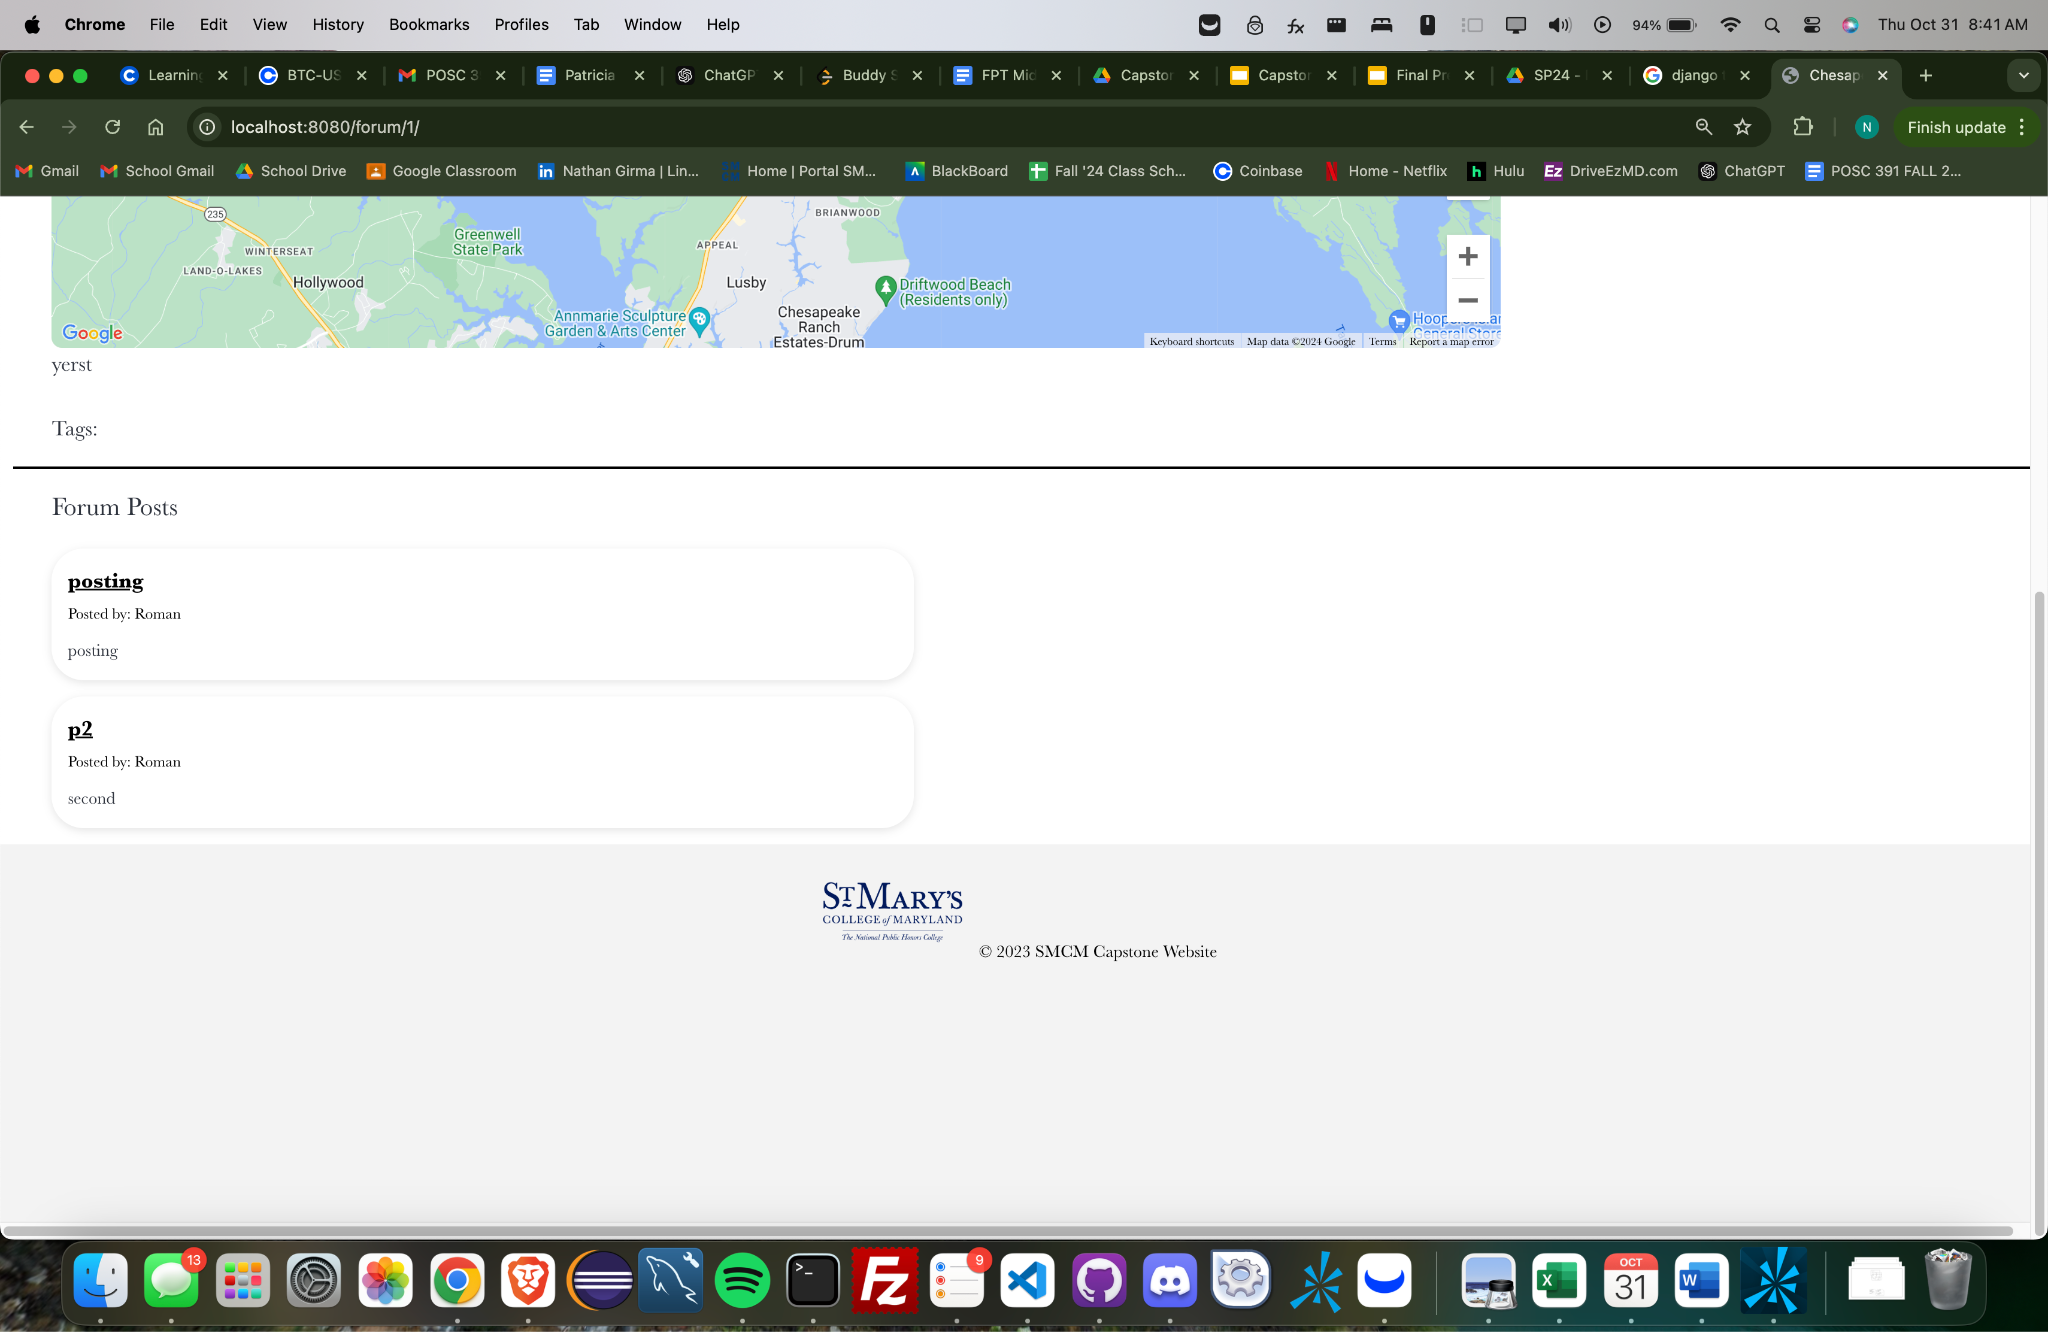 Chrome File Edit View History Bookmarks Profiles Tab Window Help 94% Thu Oct 31 8:41 AM
Learning BTC-US POSC 3 Patricia ChatGP Buddy S FPT Mid Capstor Capstor Final Pr SP24 - django Chesap
localhost:8080/forum/1/ N Finish update
Gmail School Gmail School Drive Google Classroom Nathan Girma | Lin... Home | Portal SM... BlackBoard Fall '24 Class Sch... Coinbase Home - Netflix Hulu DriveEzMD.com ChatGPT POSC 391 FALL 2...
235
BRIANWOOD
Greenwell
State Park
WINTERSEAT
APPEAL
LAND-O-LAKES
Hollywood
Lusby
Driftwood Beach
(Residents only)
Annmarie Sculpture
Garden & Arts Center
Chesapeake
Ranch
Estates-Drum
Google
Keyboard shortcuts Map data ©2024 Google Terms Report a map error
yerst
Tags:
Forum Posts
posting
Posted by: Roman
posting
p2
Posted by: Roman
second
ST MARY'S
COLLEGE of MARYLAND
The National Public Honors College
© 2023 SMCM Capstone Website
13
9
OCT
31